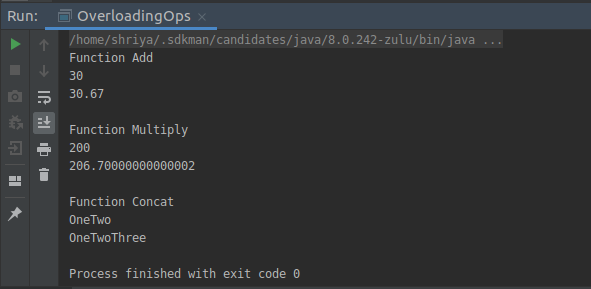 Run: OverloadingOps
/home/shriya/.sdkman/candidates/java/8.0.242-zulu/bin/java ...
Function Add
30
30.67
Function Multiply
200
206.70000000000002
Function Concat
OneTwo
OneTwoThree
Process finished with exit code 0